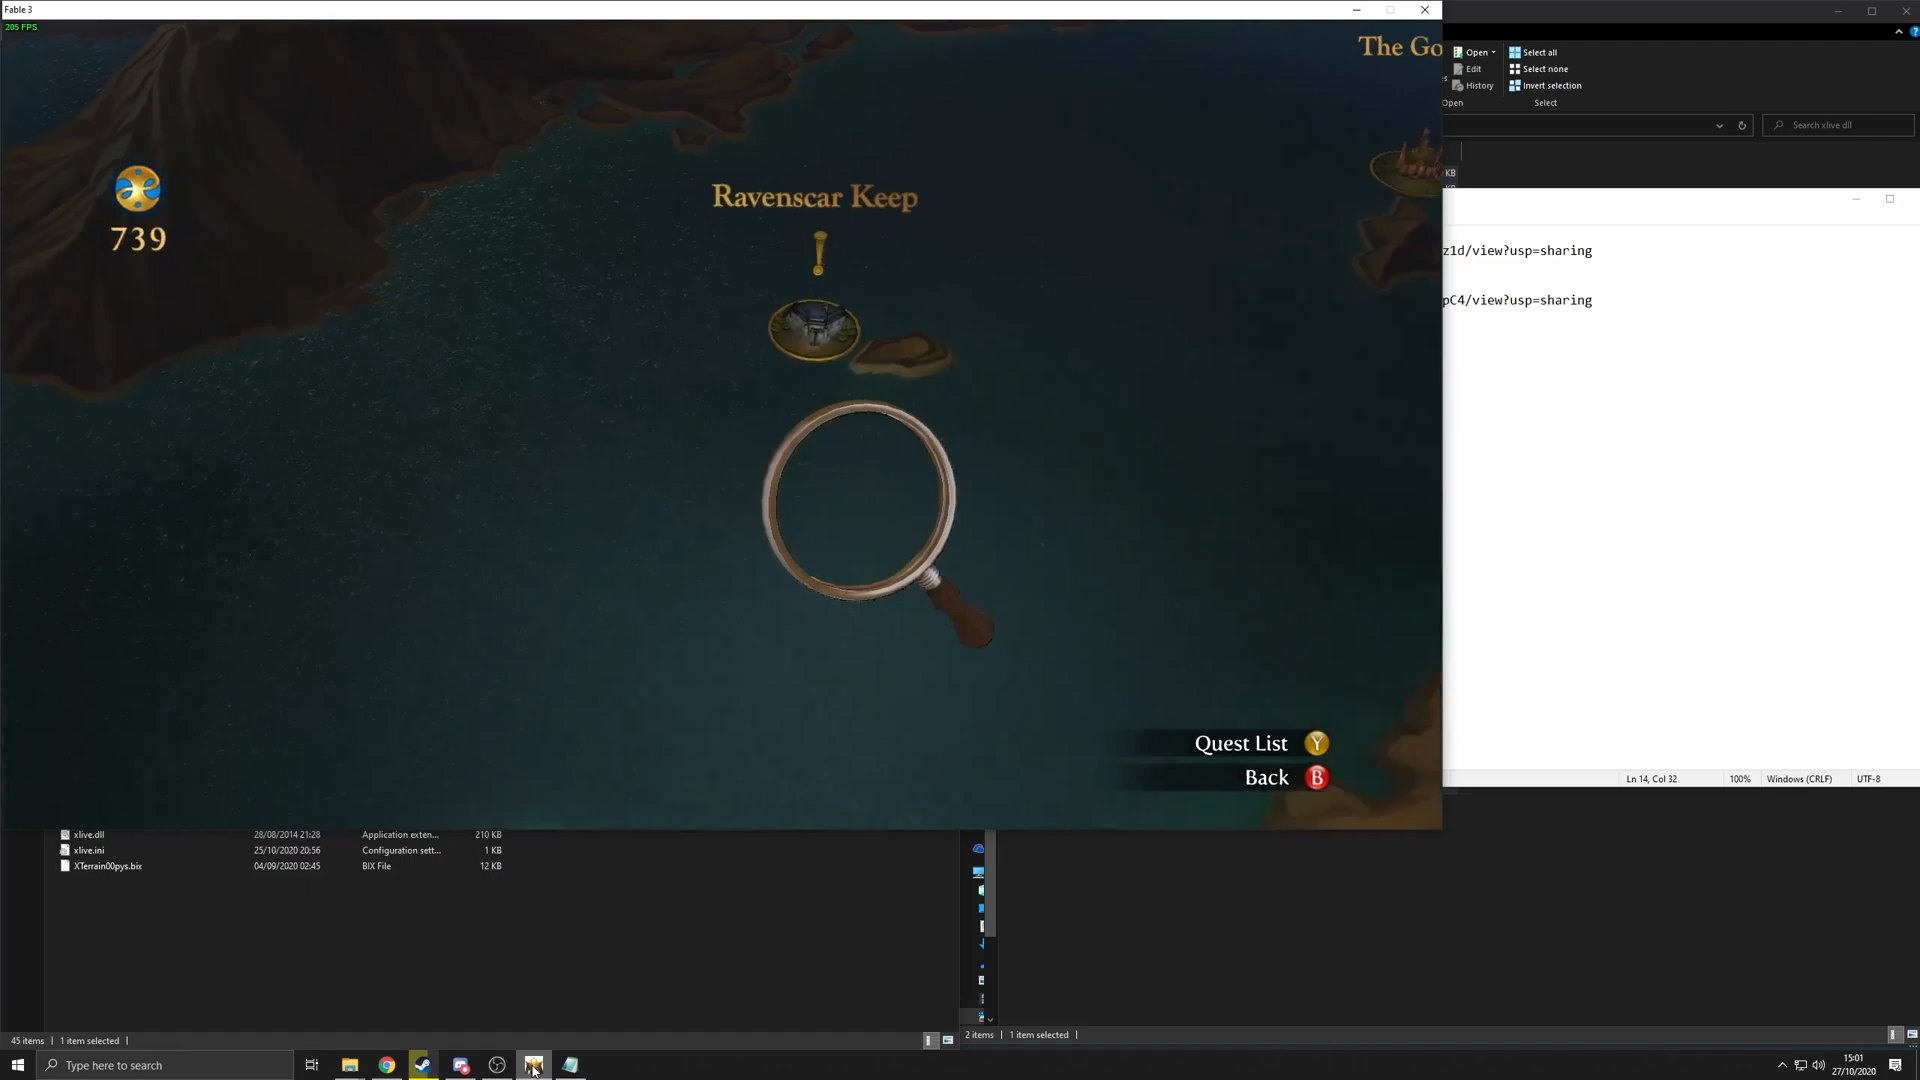 Fable 3
205 FPS
The Go
739
Ravenscar Keep
Quest List Y
Back B
Open
Select all
Edit
Select none
History
Invert selection
Open
Select
Search xlive dll
KB
z1d/view?usp=sharing
pC4/view?usp=sharing
Ln 14, Col 32
100%
Windows (CRLF)
UTF-8
xlive.dll 28/08/2014 21:28 Application exten... 210 KB
xlive.ini 25/10/2020 20:56 Configuration sett... 1 KB
XTerrain00pys.bix 04/09/2020 02:45 BIX File 12 KB
45 items 1 item selected
2 items 1 item selected
Type here to search
15:01
27/10/2020